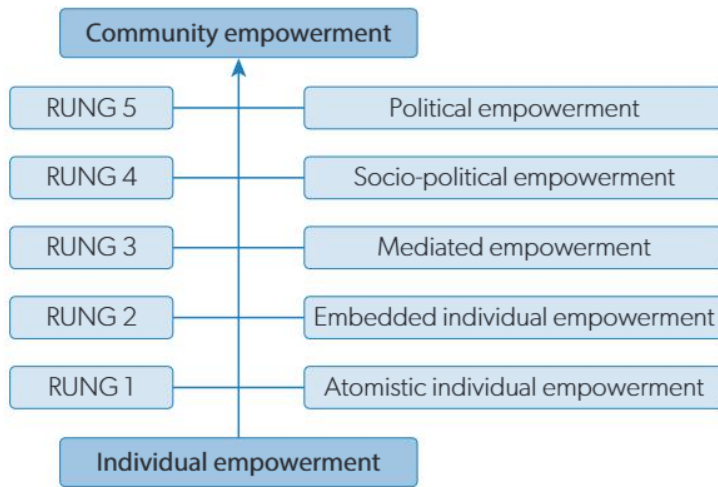 Community empowerment
RUNG 5 Political empowerment
RUNG 4 Socio-political empowerment
RUNG 3 Mediated empowerment
RUNG 2 Embedded individual empowerment
RUNG 1 Atomistic individual empowerment
Individual empowerment